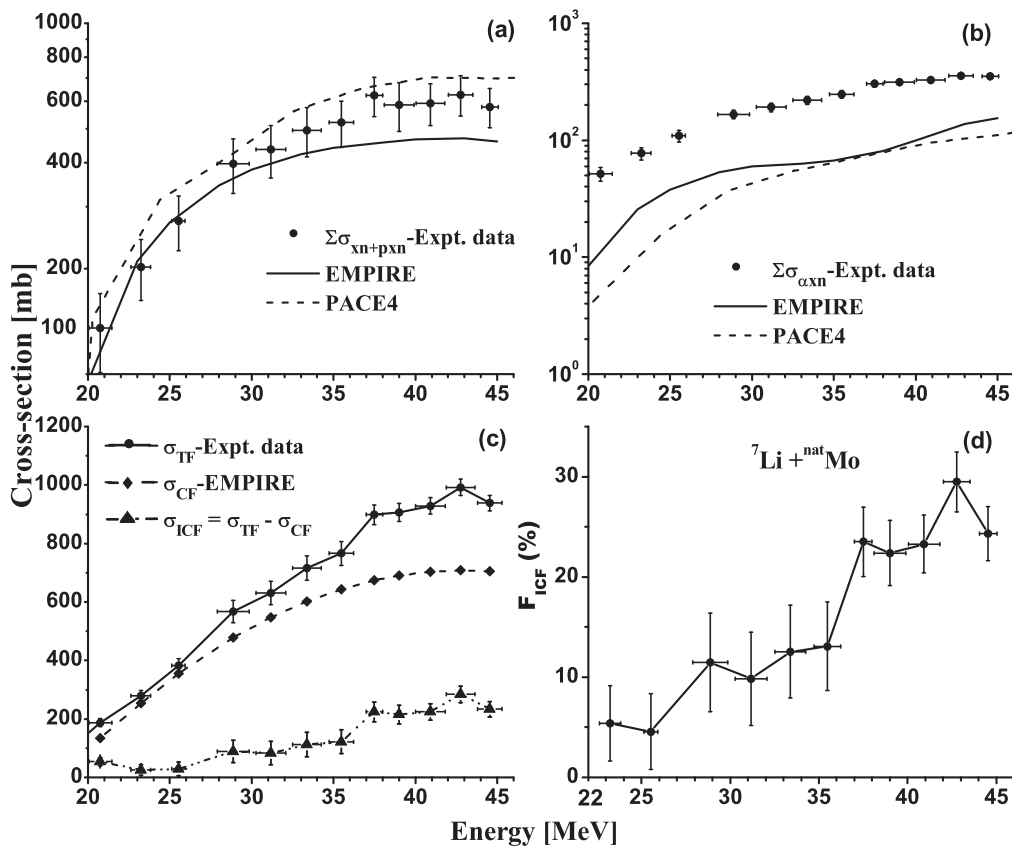 Cross-section [mb]
1000
800
600
400
200
100
20 25 30 35 40 45
(a)
Σσxn+pxn-Expt. data
EMPIRE
PACE4
10³
10²
10¹
10⁰
20 25 30 35 40 45
(b)
Σσαxn-Expt. data
EMPIRE
PACE4
1200
1000
800
600
400
200
0
20 25 30 35 40 45
(c)
σTF-Expt. data
σCF-EMPIRE
σICF = σTF - σCF
FICF (%)
30
20
10
0
22 25 30 35 40 45
(d)
⁷Li +ⁿᵃᵗMo
Energy [MeV]